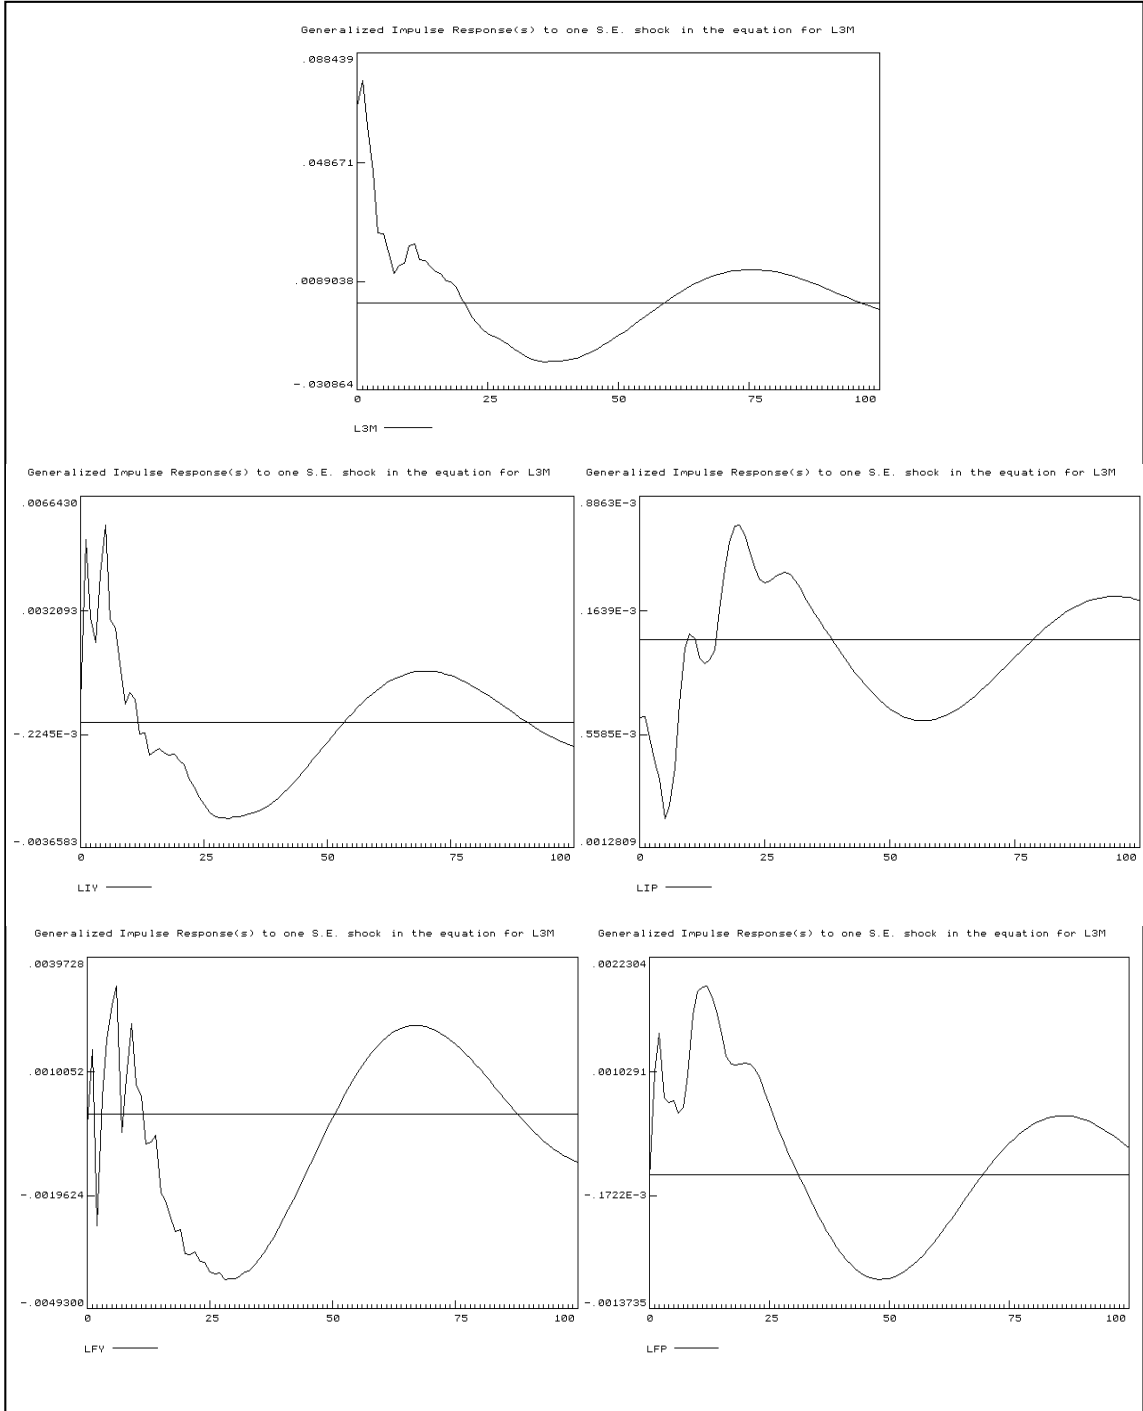 Generalized Impulse Response(s) to one S.E. shock in the equation for L3M
.088439
.048671
.0089038
-.030864
0 25 50 75 100
L3M
Generalized Impulse Response(s) to one S.E. shock in the equation for L3M
.0066430
.0032093
-.2245E-3
-.0036583
0 25 50 75 100
LIY
Generalized Impulse Response(s) to one S.E. shock in the equation for L3M
.8863E-3
.1639E-3
.5585E-3
.0012809
0 25 50 75 100
LIP
Generalized Impulse Response(s) to one S.E. shock in the equation for L3M
.0039728
.0010052
-.0019624
-.0049300
0 25 50 75 100
LFY
Generalized Impulse Response(s) to one S.E. shock in the equation for L3M
.0022304
.0010291
-.1722E-3
-.0013735
0 25 50 75 100
LFP